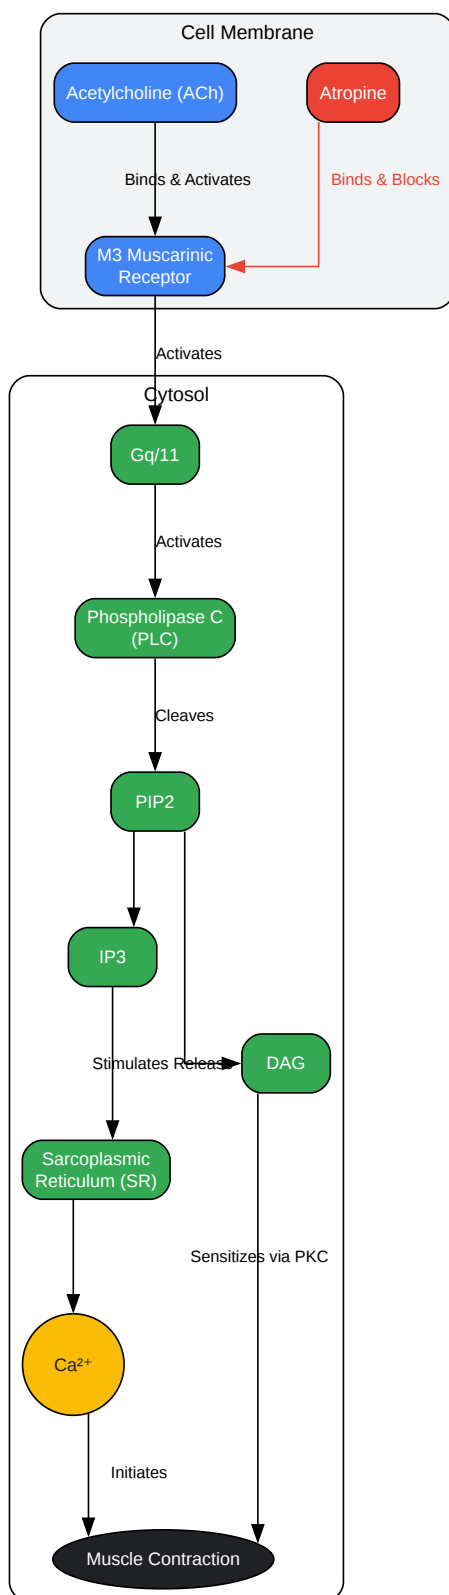 Cell Membrane
Acetylcholine (ACh)
Atropine
Binds & Activates
Binds & Blocks
M3 Muscarinic
Receptor
Activates
Cytosol
Gq/11
Activates
Phospholipase C
(PLC)
Cleaves
PIP2
IP3
Stimulates Release
DAG
Sarcoplasmic
Reticulum (SR)
Sensitizes via PKC
Ca²⁺
Initiates
Muscle Contraction